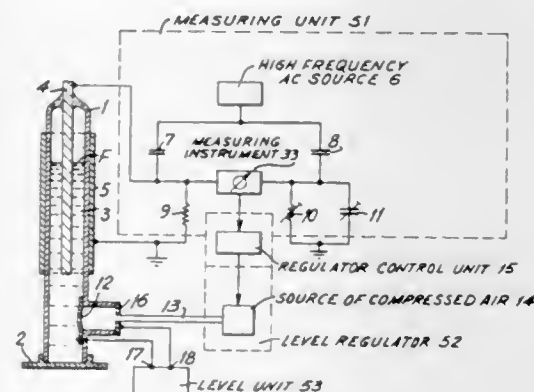 MEASURING UNIT 51
HIGH FREQUENCY
AC SOURCE 6
4
1
7
MEASURING
INSTRUMENT 33
8
F
5
3
9
10
11
REGULATOR CONTROL UNIT 15
12
16
13
SOURCE OF COMPRESSED AIR 14
LEVEL REGULATOR 52
2
17
18
LEVEL UNIT 53